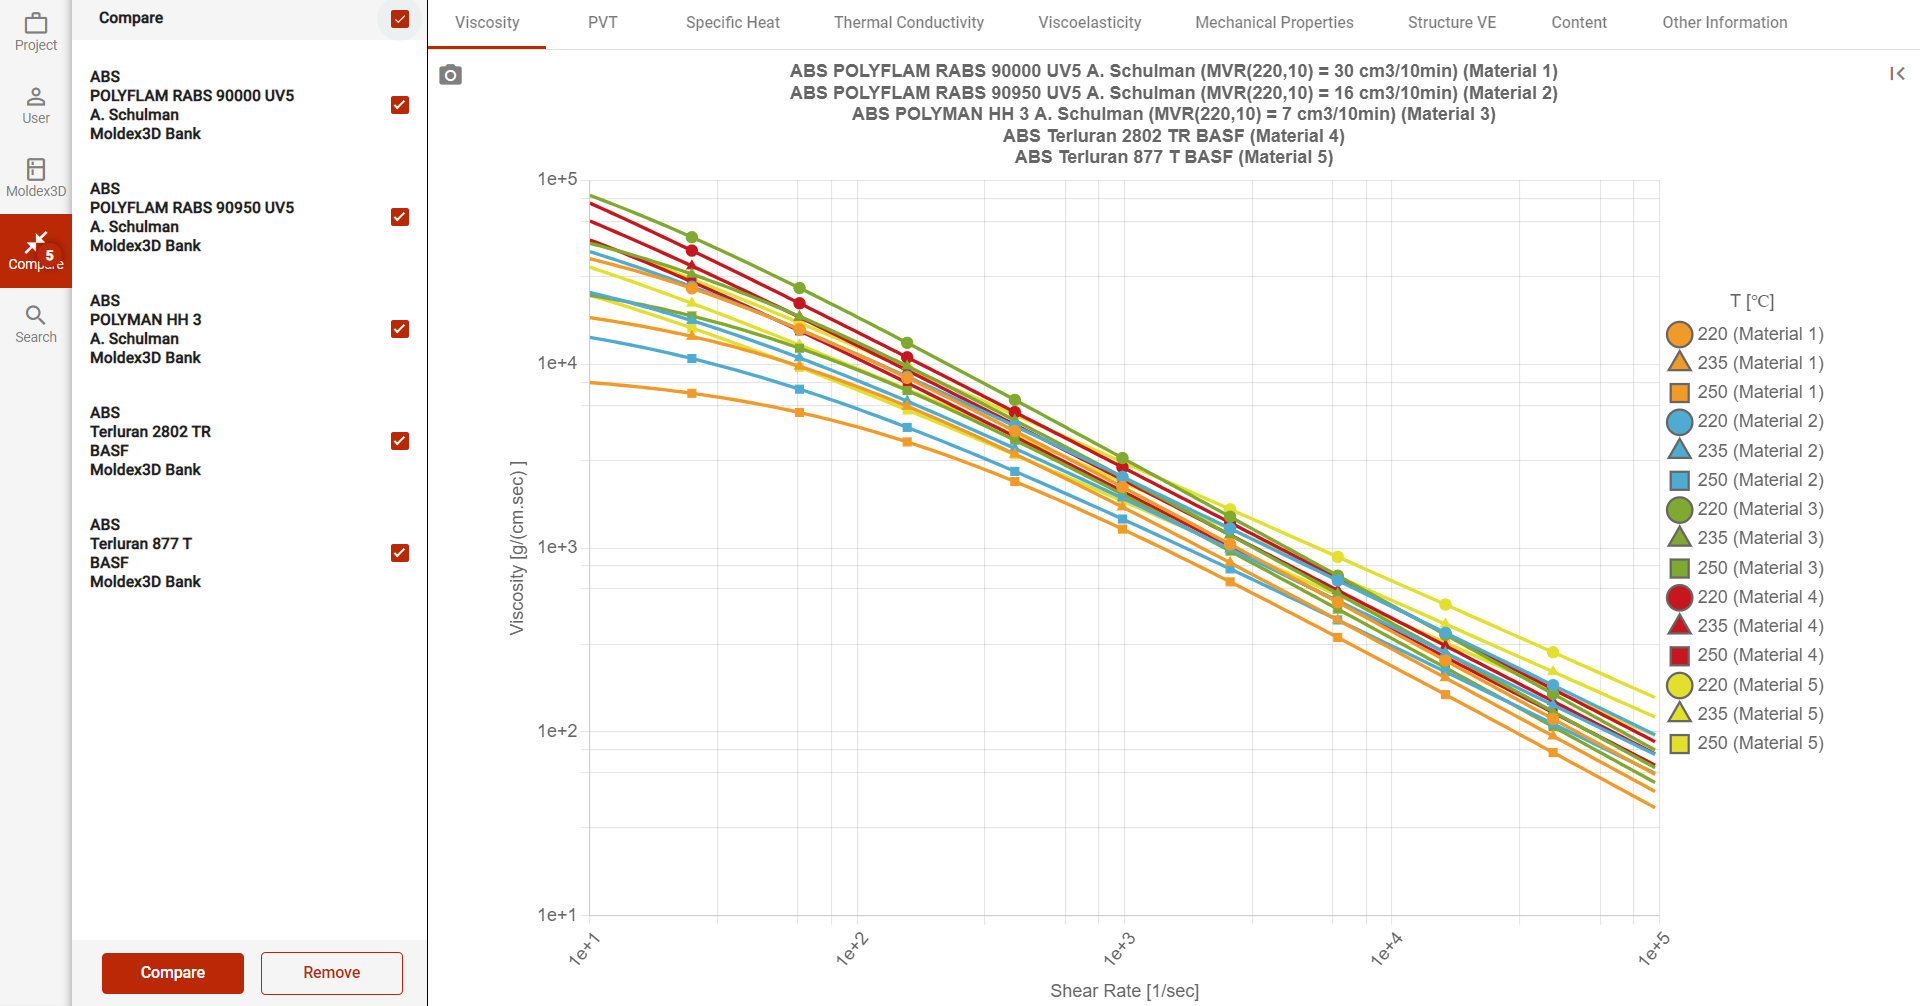 Project
User
Moldex3D
5
Compare
Search
Compare
ABS
POLYFLAM RABS 90000 UV5
A. Schulman
Moldex3D Bank
ABS
POLYFLAM RABS 90950 UV5
A. Schulman
Moldex3D Bank
ABS
POLYMAN HH 3
A. Schulman
Moldex3D Bank
ABS
Terluran 2802 TR
BASF
Moldex3D Bank
ABS
Terluran 877 T
BASF
Moldex3D Bank
Compare
Remove
Viscosity
PVT
Specific Heat
Thermal Conductivity
Viscoelasticity
Mechanical Properties
Structure VE
Content
Other Information
ABS POLYFLAM RABS 90000 UV5 A. Schulman (MVR(220,10) = 30 cm3/10min) (Material 1)
ABS POLYFLAM RABS 90950 UV5 A. Schulman (MVR(220,10) = 16 cm3/10min) (Material 2)
ABS POLYMAN HH 3 A. Schulman (MVR(220,10) = 7 cm3/10min) (Material 3)
ABS Terluran 2802 TR BASF (Material 4)
ABS Terluran 877 T BASF (Material 5)
Viscosity [g/(cm.sec) ]
1e+5
1e+4
1e+3
1e+2
1e+1
1e+1
1e+2
1e+3
1e+4
1e+5
Shear Rate [1/sec]
T [℃]
220 (Material 1)
235 (Material 1)
250 (Material 1)
220 (Material 2)
235 (Material 2)
250 (Material 2)
220 (Material 3)
235 (Material 3)
250 (Material 3)
220 (Material 4)
235 (Material 4)
250 (Material 4)
220 (Material 5)
235 (Material 5)
250 (Material 5)